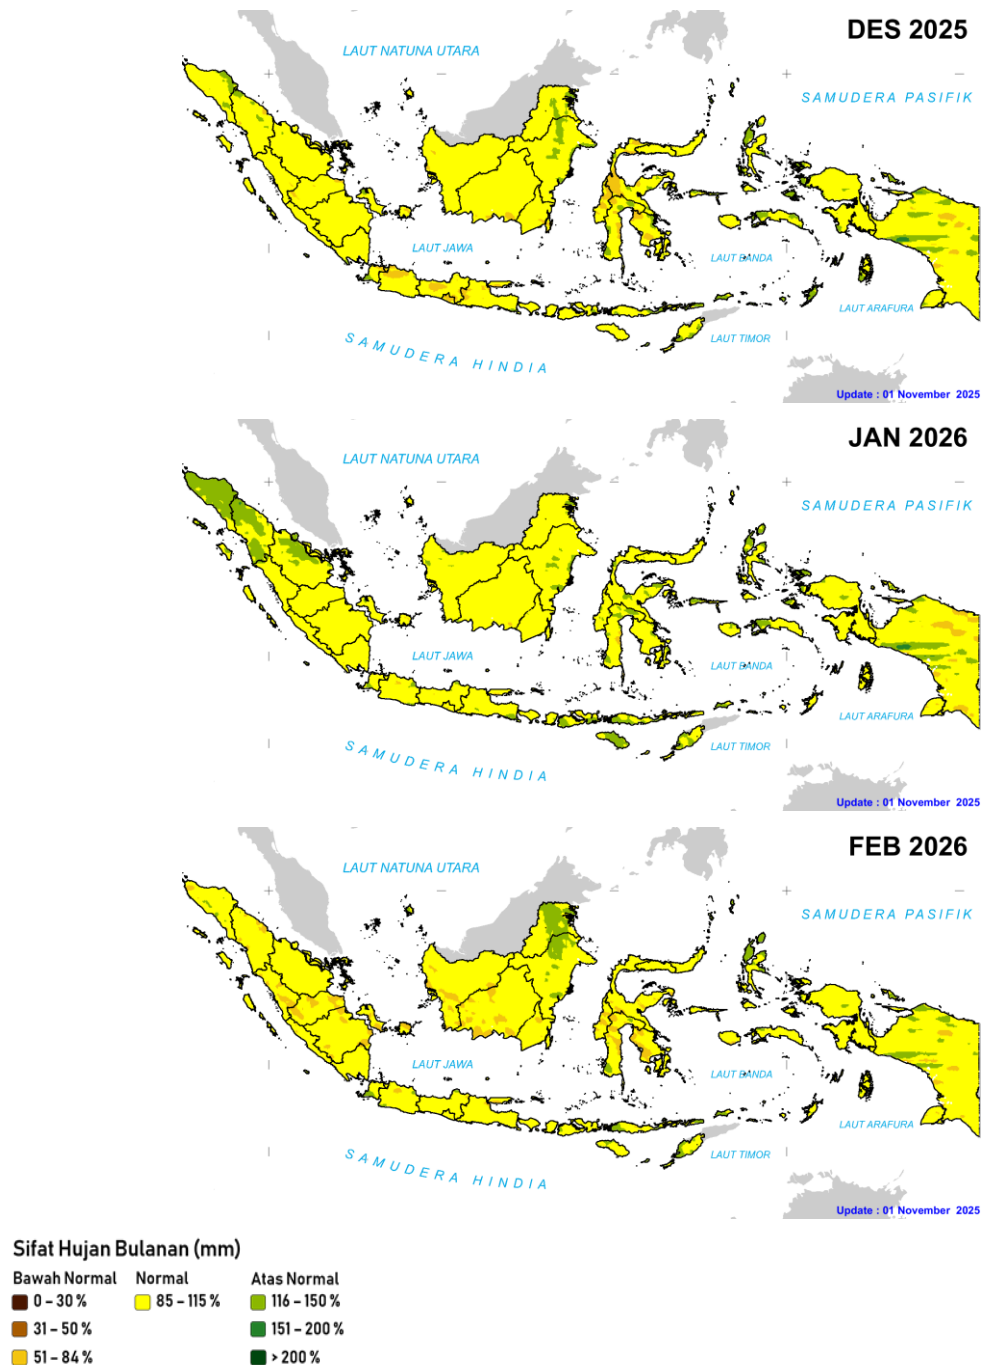 DES 2025
LAUT NATUNA UTARA
SAMUDERA PASIFIK
LAUT JAWA
LAUT BANDA
LAUT ARAFURA
SAMUDERA HINDIA
LAUT TIMOR
Update : 01 November 2025
JAN 2026
LAUT NATUNA UTARA
SAMUDERA PASIFIK
LAUT JAWA
LAUT BANDA
LAUT ARAFURA
SAMUDERA HINDIA
LAUT TIMOR
Update : 01 November 2025
FEB 2026
LAUT NATUNA UTARA
SAMUDERA PASIFIK
LAUT JAWA
LAUT BANDA
LAUT ARAFURA
SAMUDERA HINDIA
LAUT TIMOR
Update : 01 November 2025
Sifat Hujan Bulanan (mm)
Bawah Normal Normal Atas Normal
0 – 30 % 85 – 115 % 116 – 150 %
31 – 50 % 151 – 200 %
51 – 84 % > 200 %